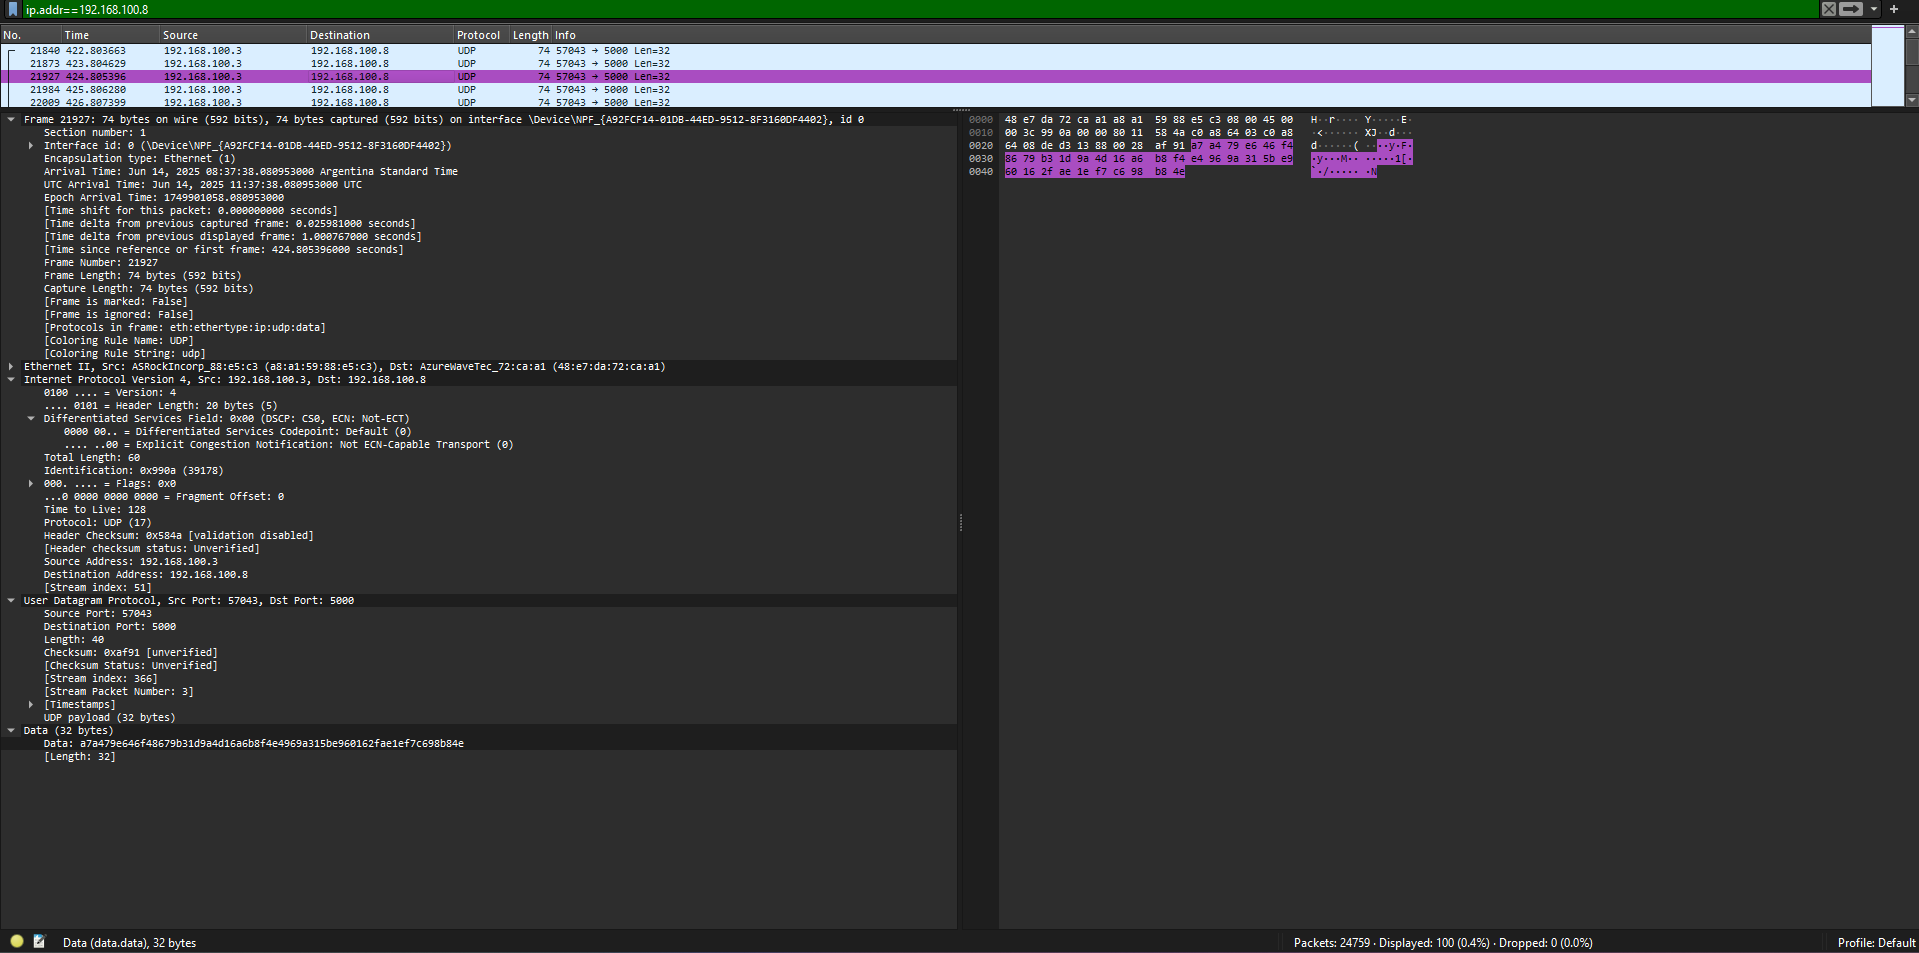 ip.addr==192.168.100.8
No. Time Source Destination Protocol Length Info
21840 422.803663 192.168.100.3 192.168.100.8 UDP 74 57043 → 5000 Len=32
21873 423.804629 192.168.100.3 192.168.100.8 UDP 74 57043 → 5000 Len=32
21927 424.805396 192.168.100.3 192.168.100.8 UDP 74 57043 → 5000 Len=32
21984 425.806280 192.168.100.3 192.168.100.8 UDP 74 57043 → 5000 Len=32
22009 426.807399 192.168.100.3 192.168.100.8 UDP 74 57043 → 5000 Len=32
Frame 21927: 74 bytes on wire (592 bits), 74 bytes captured (592 bits) on interface \Device\NPF_{A92FCF14-01DB-44ED-9512-8F3160DF4402}, id 0
Section number: 1
Interface id: 0 (\Device\NPF_{A92FCF14-01DB-44ED-9512-8F3160DF4402})
Encapsulation type: Ethernet (1)
Arrival Time: Jun 14, 2025 08:37:38.080953000 Argentina Standard Time
UTC Arrival Time: Jun 14, 2025 11:37:38.080953000 UTC
Epoch Arrival Time: 1749901058.080953000
[Time shift for this packet: 0.000000000 seconds]
[Time delta from previous captured frame: 0.025981000 seconds]
[Time delta from previous displayed frame: 1.000767000 seconds]
[Time since reference or first frame: 424.805396000 seconds]
Frame Number: 21927
Frame Length: 74 bytes (592 bits)
Capture Length: 74 bytes (592 bits)
[Frame is marked: False]
[Frame is ignored: False]
[Protocols in frame: eth:ethertype:ip:udp:data]
[Coloring Rule Name: UDP]
[Coloring Rule String: udp]
Ethernet II, Src: ASRockIncorp_88:e5:c3 (a8:a1:59:88:e5:c3), Dst: AzureWaveTec_72:ca:a1 (48:e7:da:72:ca:a1)
Internet Protocol Version 4, Src: 192.168.100.3, Dst: 192.168.100.8
0100 .... = Version: 4
.... 0101 = Header Length: 20 bytes (5)
Differentiated Services Field: 0x00 (DSCP: CS0, ECN: Not-ECT)
0000 00.. = Differentiated Services Codepoint: Default (0)
.... ..00 = Explicit Congestion Notification: Not ECN-Capable Transport (0)
Total Length: 60
Identification: 0x990a (39178)
000. .... = Flags: 0x0
...0 0000 0000 0000 = Fragment Offset: 0
Time to Live: 128
Protocol: UDP (17)
Header Checksum: 0x584a [validation disabled]
[Header checksum status: Unverified]
Source Address: 192.168.100.3
Destination Address: 192.168.100.8
[Stream index: 51]
User Datagram Protocol, Src Port: 57043, Dst Port: 5000
Source Port: 57043
Destination Port: 5000
Length: 40
Checksum: 0xaf91 [unverified]
[Checksum Status: Unverified]
[Stream index: 366]
[Stream Packet Number: 3]
[Timestamps]
UDP payload (32 bytes)
Data (32 bytes)
Data: a7a479e646f48679b31d9a4d16a6b8f4e4969a315be960162fae1ef7c698b84e
[Length: 32]
0000 48 e7 da 72 ca a1 a8 a1 59 88 e5 c3 08 00 45 00 H··r···· Y·····E·
0010 00 3c 99 0a 00 00 80 11 58 4a c0 a8 64 03 c0 a8 ·<······ XJ··d···
0020 64 08 de d3 13 88 00 28 af 91 a7 a4 79 e6 46 f4 d······( ····y·F·
0030 86 79 b3 1d 9a 4d 16 a6 b8 f4 e4 96 9a 31 5b e9 ·y···M·· ·····1[·
0040 60 16 2f ae 1e f7 c6 98 b8 4e `·/····· ·N
Data (data.data), 32 bytes
Packets: 24759 · Displayed: 100 (0.4%) · Dropped: 0 (0.0%)
Profile: Default